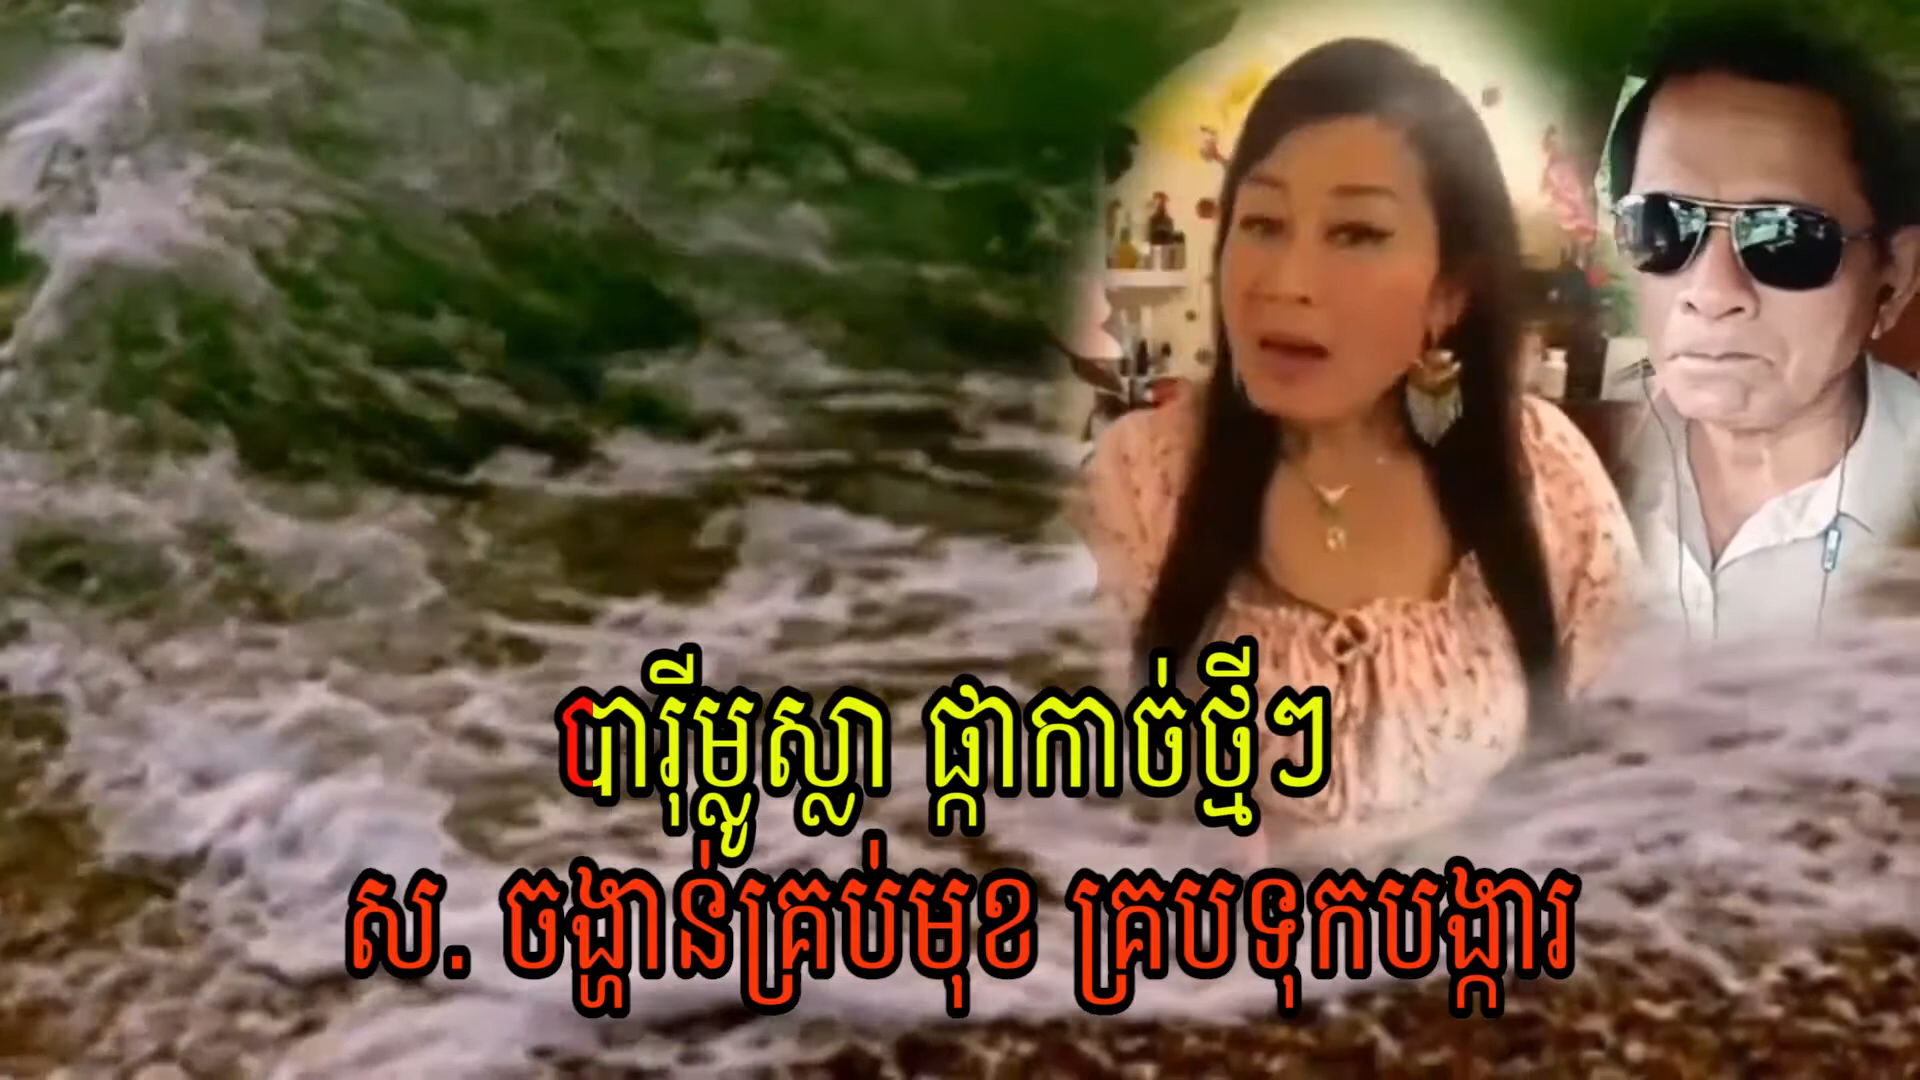 បារ៉ីម្លូស្លា ផ្កាកាច់ថ្មីៗ
ស. ចង្ហាន់គ្រប់មុខ គ្របទុកបង្ការ